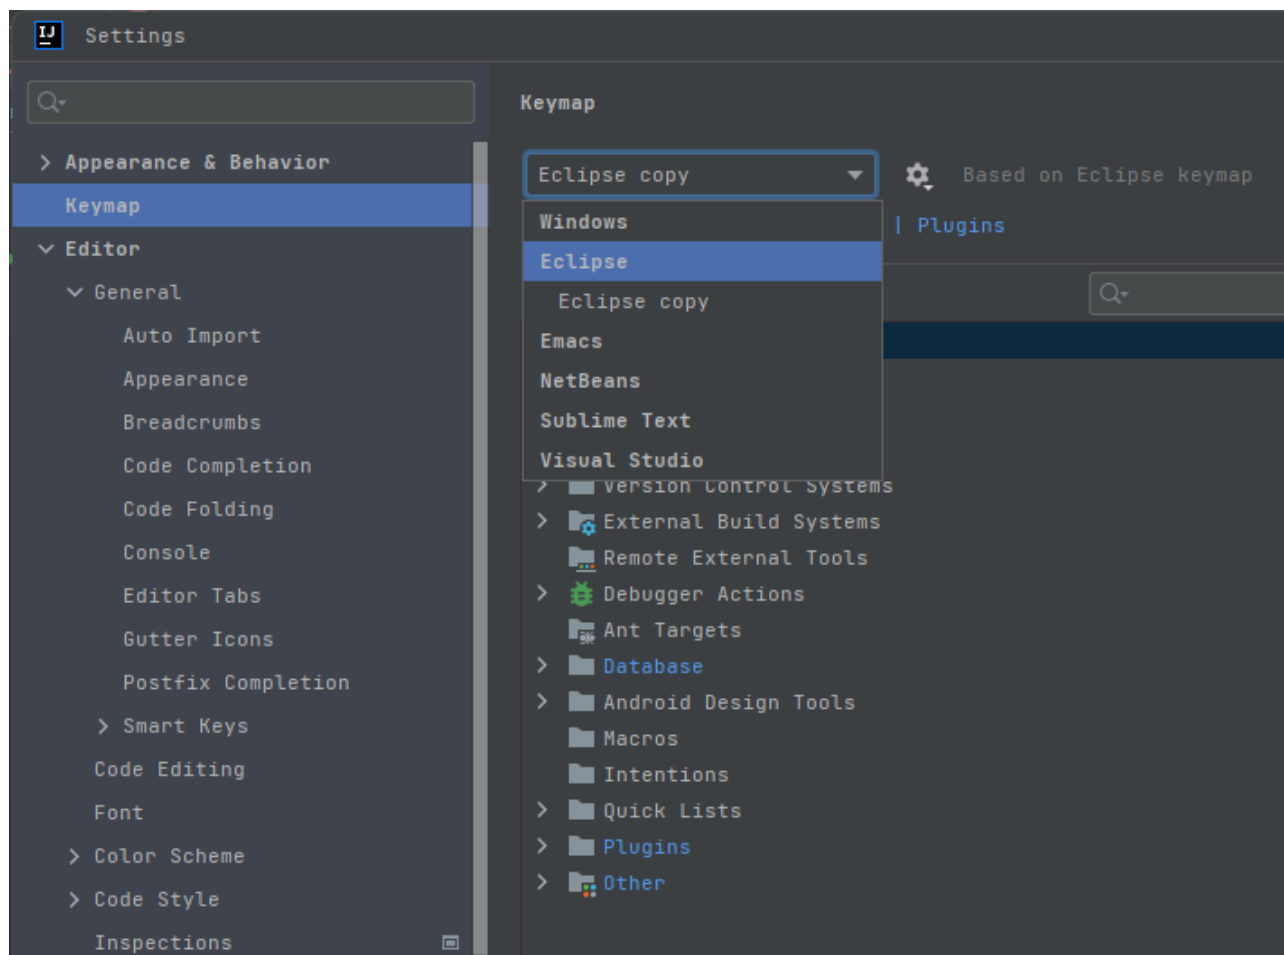 IJ Settings
Appearance & Behavior
Keymap
Editor
General
Auto Import
Appearance
Breadcrumbs
Code Completion
Code Folding
Console
Editor Tabs
Gutter Icons
Postfix Completion
Smart Keys
Code Editing
Font
Color Scheme
Code Style
Inspections
Keymap
Eclipse copy
Based on Eclipse keymap
| Plugins
Windows
Eclipse
Eclipse copy
Emacs
NetBeans
Sublime Text
Visual Studio
Version Control Systems
External Build Systems
Remote External Tools
Debugger Actions
Ant Targets
Database
Android Design Tools
Macros
Intentions
Quick Lists
Plugins
Other